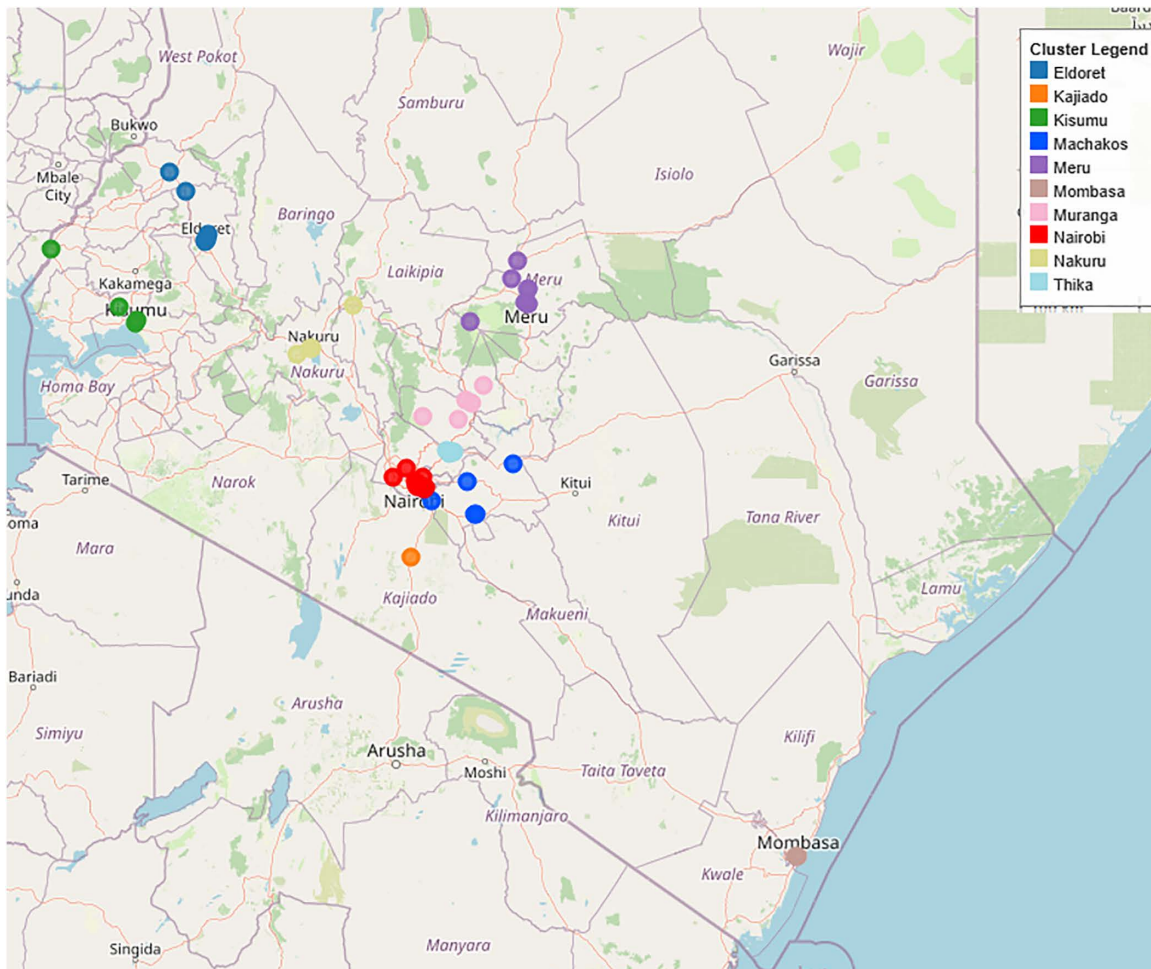 Baard
Wajir
West Pokot
Samburu
Cluster Legend
Eldoret
Kajiado
Kisumu
Machakos
Meru
Mombasa
Muranga
Nairobi
Nakuru
Thika
Bukwo
Mbale
City
Isiolo
Baringo
Eldoret
Laikipia
Meru
Kakamega
Kisumu
Meru
Nakuru
Nakuru
Homa Bay
Garissa
Garissa
Tarime
Narok
Nairobi
Kitui
Kitui
Tana River
Mara
unda
Kajiado
Makueni
Lamu
Bariadi
Arusha
Simiyu
Kilifi
Arusha
Moshi
Taita Taveta
Kilimanjaro
Mombasa
Kwale
Singida
Manyara